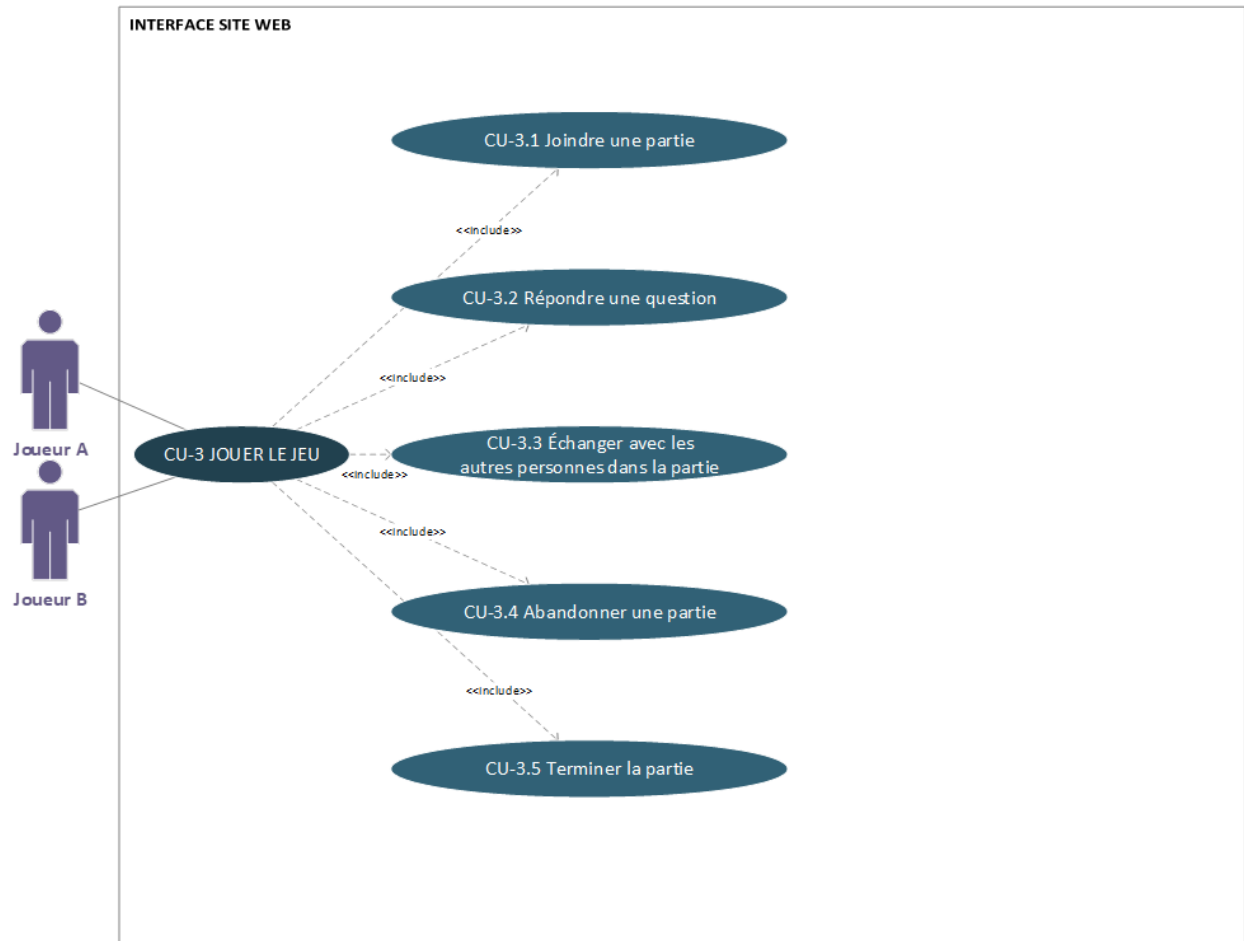 INTERFACE SITE WEB
CU-3.1 Joindre une partie
<<include>>
CU-3.2 Répondre une question
<<include>>
Joueur A
CU-3 JOUER LE JEU
CU-3.3 Échanger avec les
autres personnes dans la partie
<<include>>
<<include>>
Joueur B
CU-3.4 Abandonner une partie
<<include>>
CU-3.5 Terminer la partie